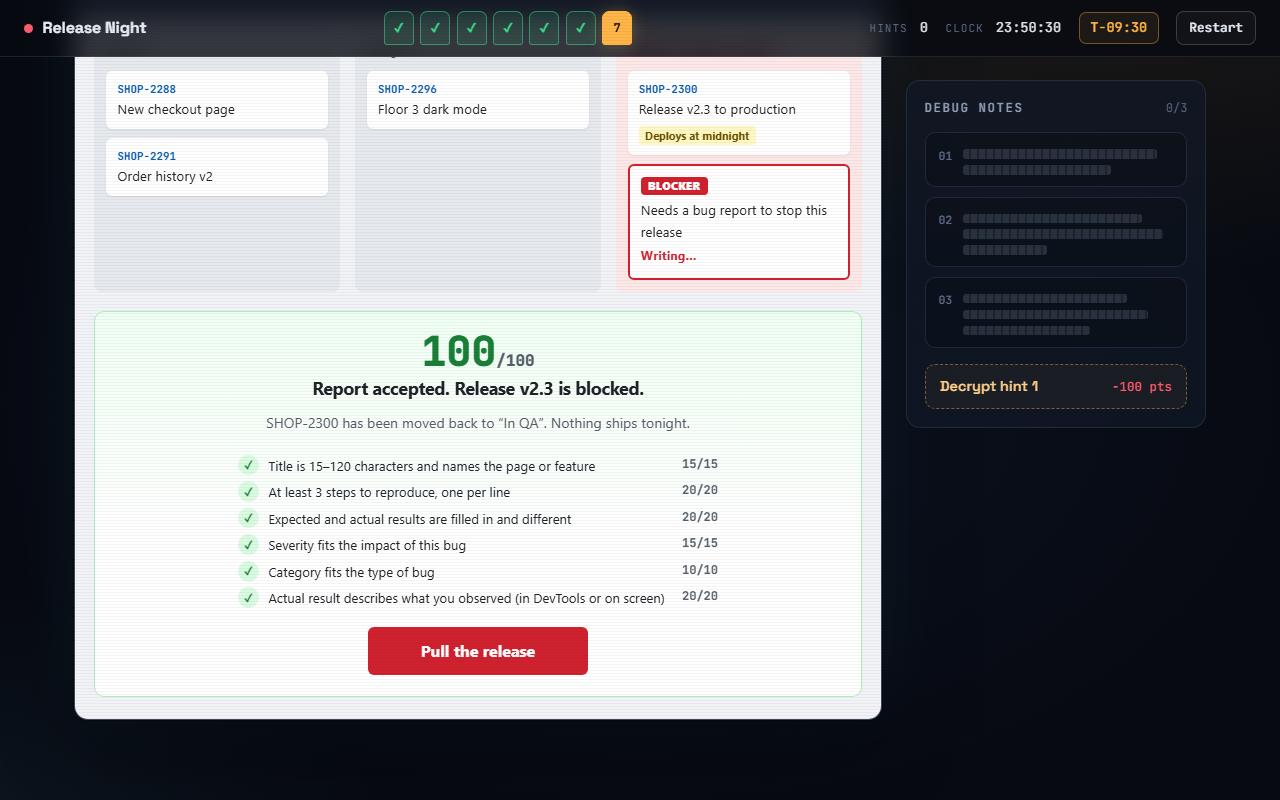 Release Night
✓ ✓ ✓ ✓ ✓ ✓ 7
HINTS 0 CLOCK 23:50:30 T-09:30 Restart
SHOP-2288
New checkout page
SHOP-2291
Order history v2
SHOP-2296
Floor 3 dark mode
SHOP-2300
Release v2.3 to production
Deploys at midnight
BLOCKER
Needs a bug report to stop this
release
Writing...
100/100
Report accepted. Release v2.3 is blocked.
SHOP-2300 has been moved back to “In QA”. Nothing ships tonight.
✓ Title is 15–120 characters and names the page or feature 15/15
✓ At least 3 steps to reproduce, one per line 20/20
✓ Expected and actual results are filled in and different 20/20
✓ Severity fits the impact of this bug 15/15
✓ Category fits the type of bug 10/10
✓ Actual result describes what you observed (in DevTools or on screen) 20/20
Pull the release
DEBUG NOTES 0/3
01
02
03
Decrypt hint 1 -100 pts